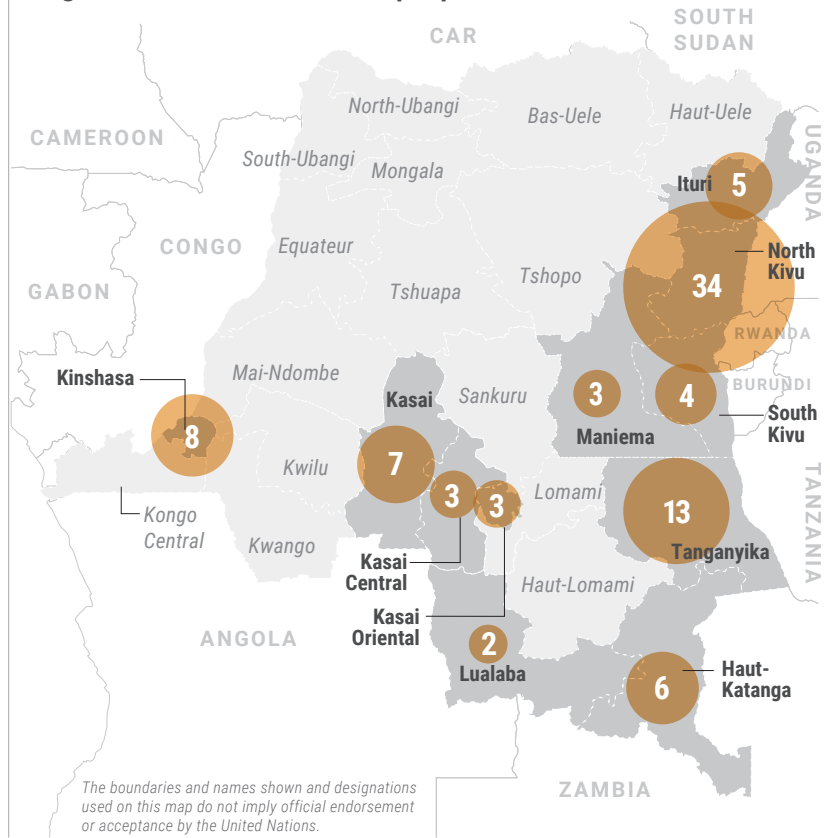 SOUTH
SUDAN
CAR
North-Ubangi
Bas-Uele
Haut-Uele
CAMEROON
UGANDA
South-Ubangi
Mongala
Ituri
5
CONGO
Equateur
North
Kivu
Tshopo
GABON
Tshuapa
34
RWANDA
Mai-Ndombe
Kinshasa
Sankuru
BURUNDI
Kasai
3
4
South
Kivu
8
Maniema
7
Kwilu
3
3
Lomami
TANZANIA
Kongo
Central
13
Kwango
Tanganyika
Kasai
Central
Haut-Lomami
Kasai
Oriental
ANGOLA
2
Lualaba
6
Haut-
Katanga
ZAMBIA
The boundaries and names shown and designations
used on this map do not imply official endorsement
or acceptance by the United Nations.